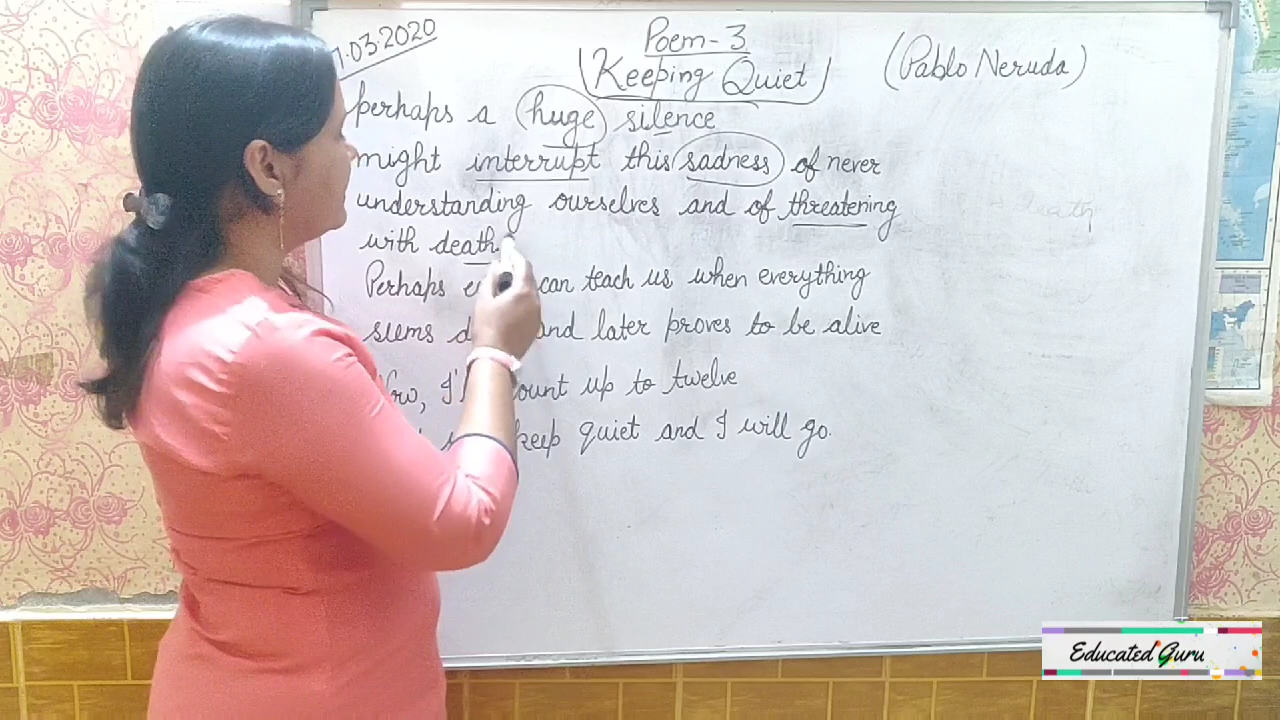 7.03.2020
Poem-3
Keeping Quiet
(Pablo Neruda)
perhaps a huge silence
might interrupt this sadness of never
understanding ourselves and of threatening
with death.
Perhaps can teach us when everything
seems and later proves to be alive
Now, I'll count up to twelve
keep quiet and I will go.
death
Educated Guru